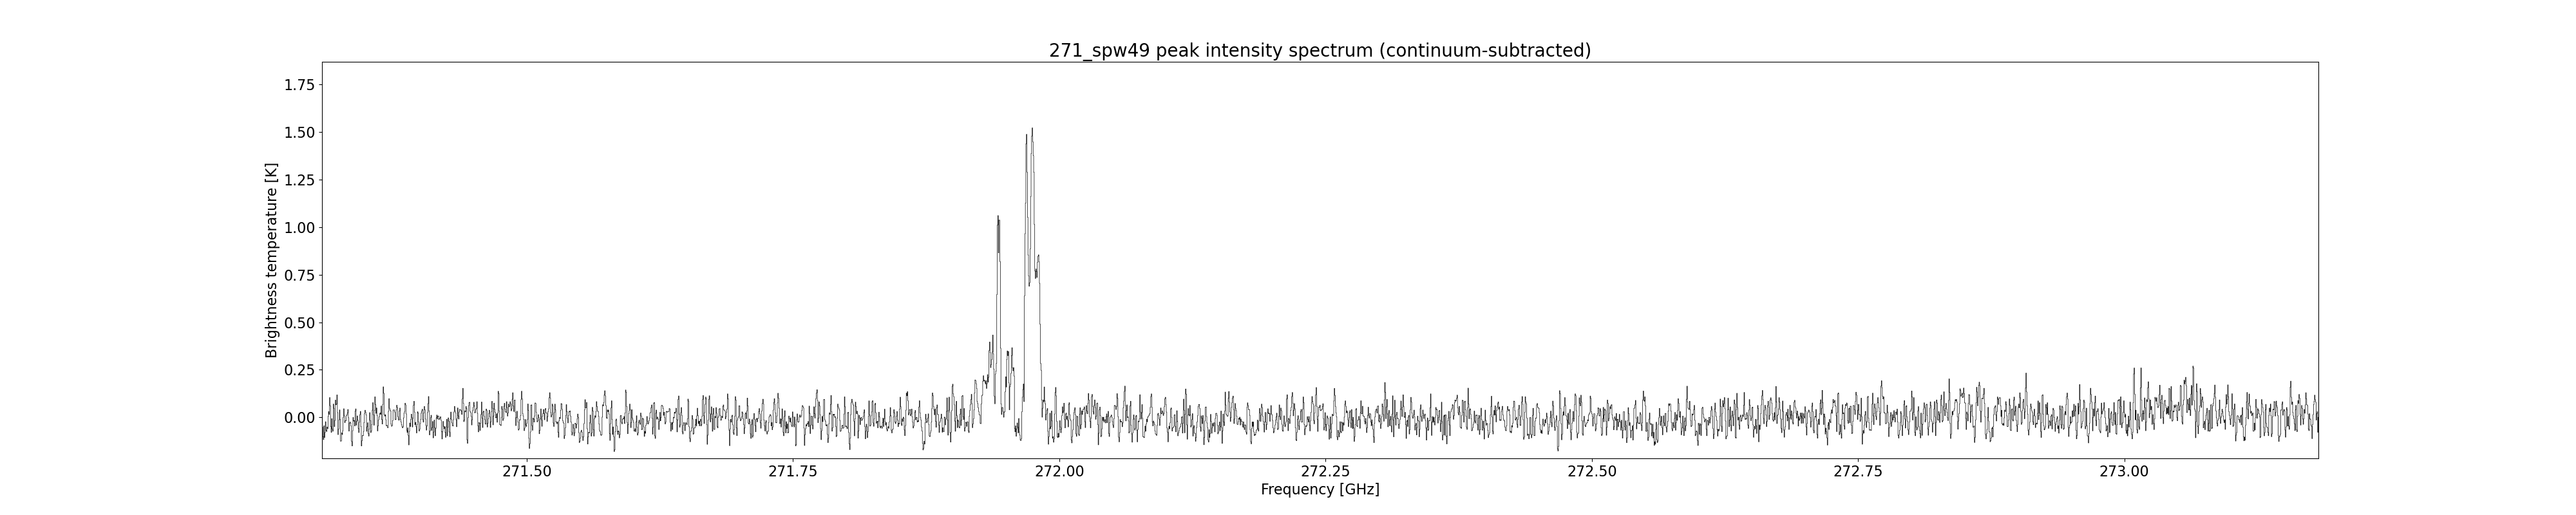 271_spw49 peak intensity spectrum (continuum-subtracted)
1.75
1.50
1.25
1.00
0.75
0.50
0.25
0.00
Brightness temperature [K]
271.50 271.75 272.00 272.25 272.50 272.75 273.00
Frequency [GHz]